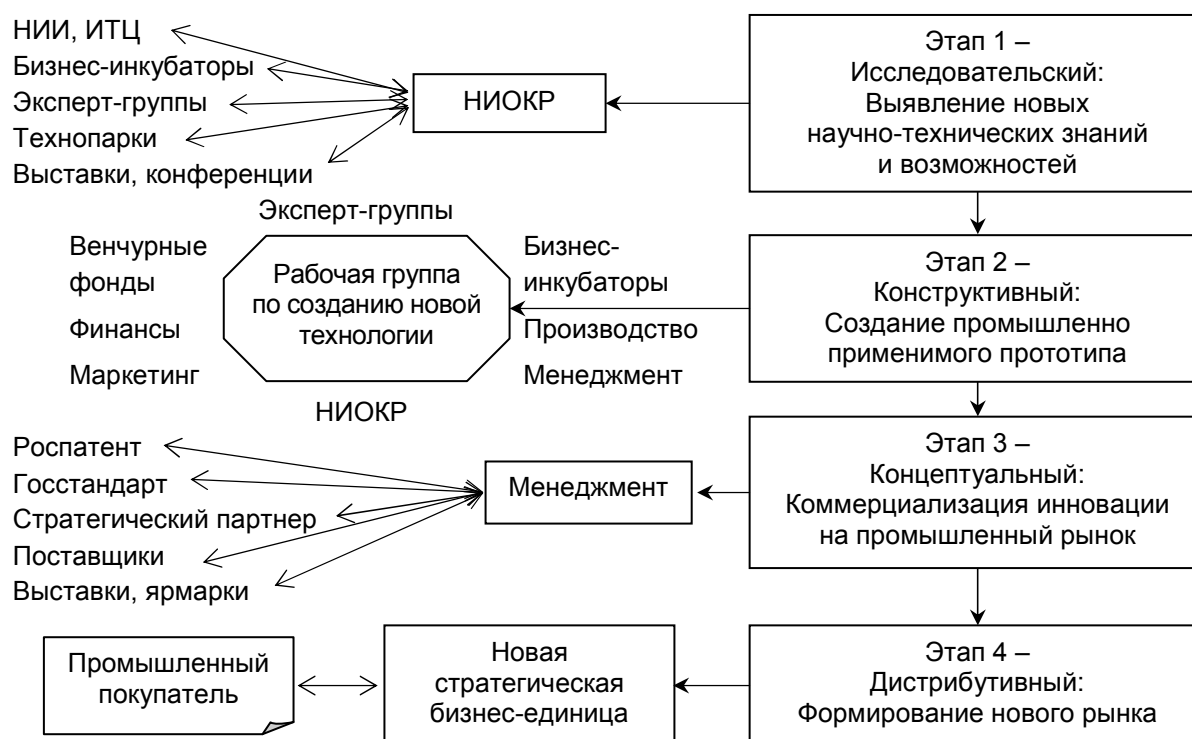 НИИ, ИТЦ
Бизнес-инкубаторы
Эксперт-группы
Технопарки
Выставки, конференции
НИОКР
Этап 1 –
Исследовательский:
Выявление новых
научно-технических знаний
и возможностей
Эксперт-группы
Венчурные
фонды
Финансы
Маркетинг
Рабочая группа
по созданию новой
технологии
Бизнес-
инкубаторы
Производство
Менеджмент
НИОКР
Этап 2 –
Конструктивный:
Создание промышленно
применимого прототипа
Роспатент
Госстандарт
Стратегический партнер
Поставщики
Выставки, ярмарки
Менеджмент
Этап 3 –
Концептуальный:
Коммерциализация инновации
на промышленный рынок
Промышленный
покупатель
Новая
стратегическая
бизнес-единица
Этап 4 –
Дистрибутивный:
Формирование нового рынка